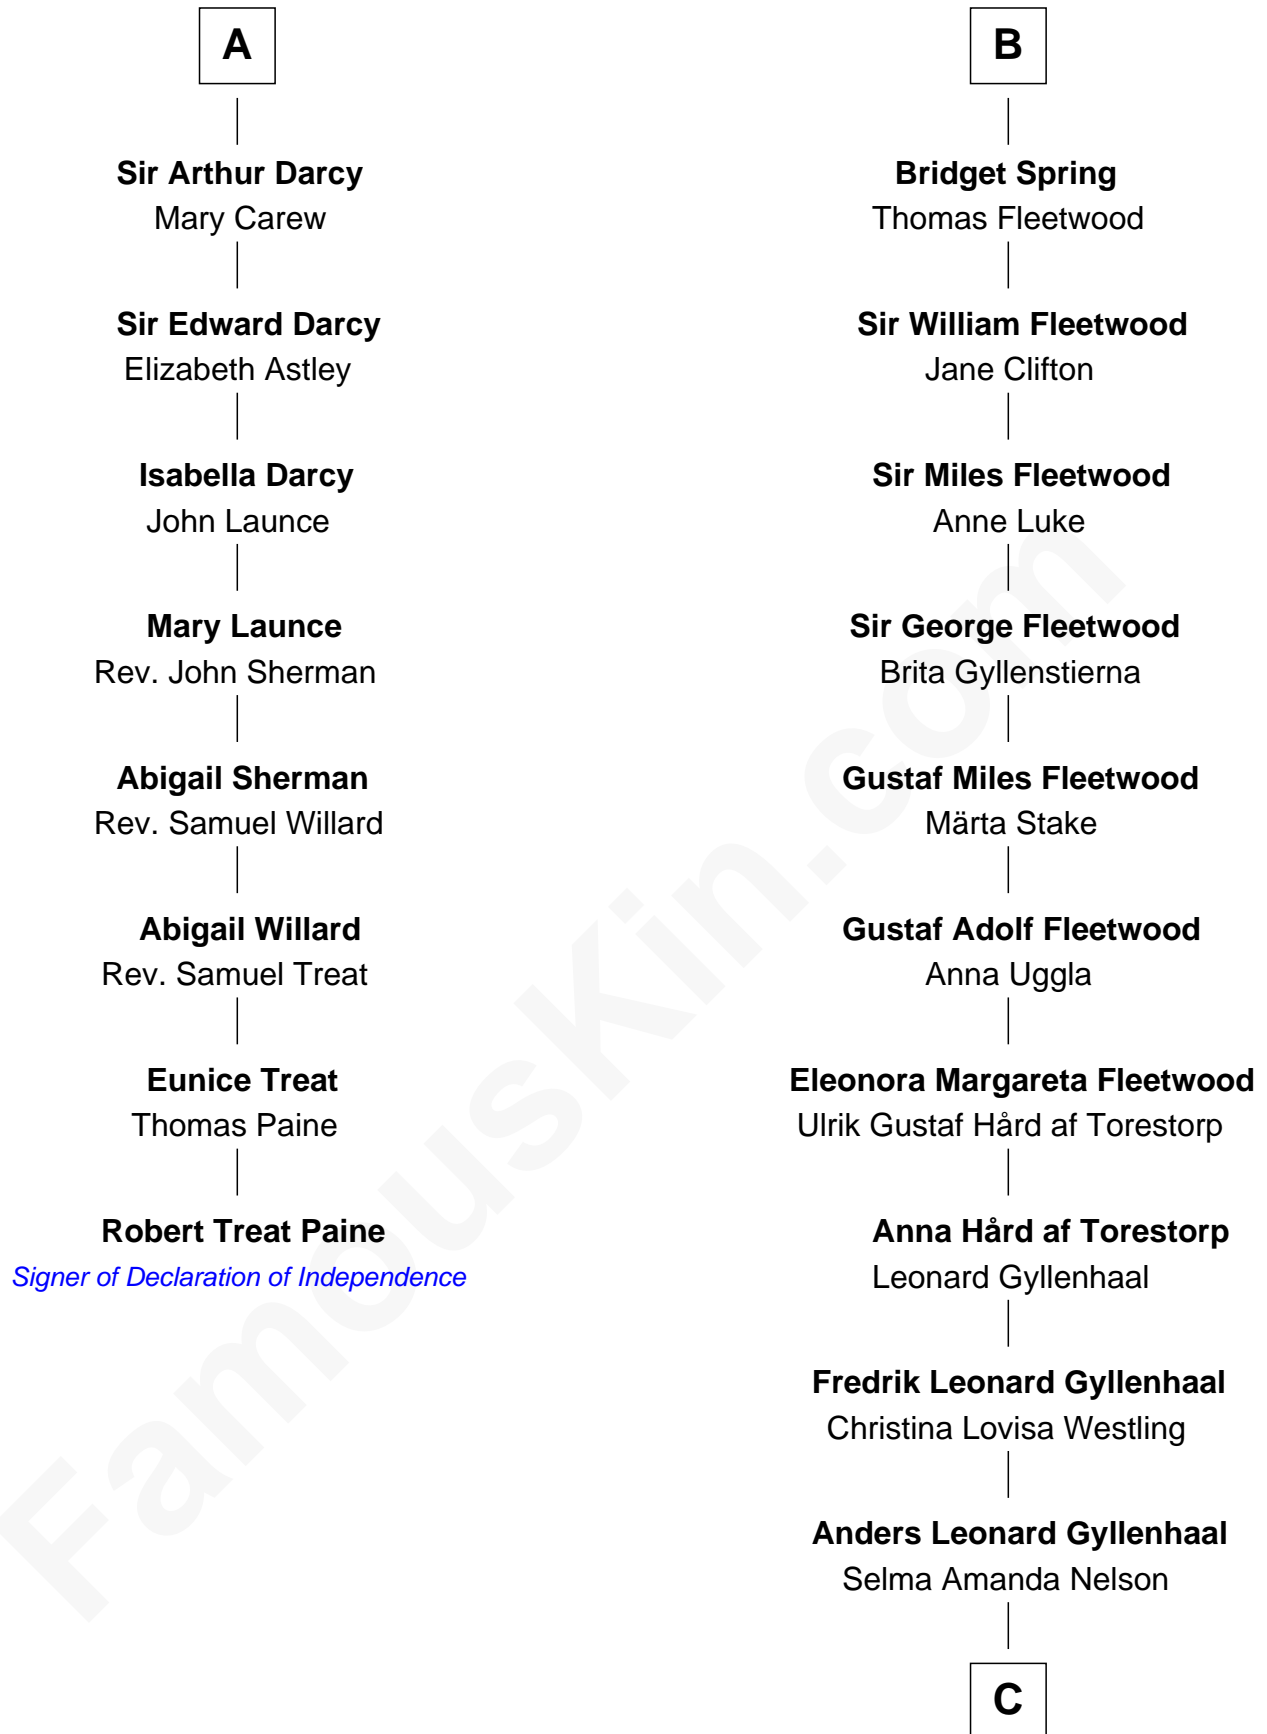 A
Sir Arthur Darcy
Mary Carew
Sir Edward Darcy
Elizabeth Astley
Isabella Darcy
John Launce
Mary Launce
Rev. John Sherman
Abigail Sherman
Rev. Samuel Willard
Abigail Willard
Rev. Samuel Treat
Eunice Treat
Thomas Paine
Robert Treat Paine
Signer of Declaration of Independence
B
Bridget Spring
Thomas Fleetwood
Sir William Fleetwood
Jane Clifton
Sir Miles Fleetwood
Anne Luke
Sir George Fleetwood
Brita Gyllenstierna
Gustaf Miles Fleetwood
Märta Stake
Gustaf Adolf Fleetwood
Anna Uggla
Eleonora Margareta Fleetwood
Ulrik Gustaf Hård af Torestorp
Anna Hård af Torestorp
Leonard Gyllenhaal
Fredrik Leonard Gyllenhaal
Christina Lovisa Westling
Anders Leonard Gyllenhaal
Selma Amanda Nelson
C
FamousKin.com